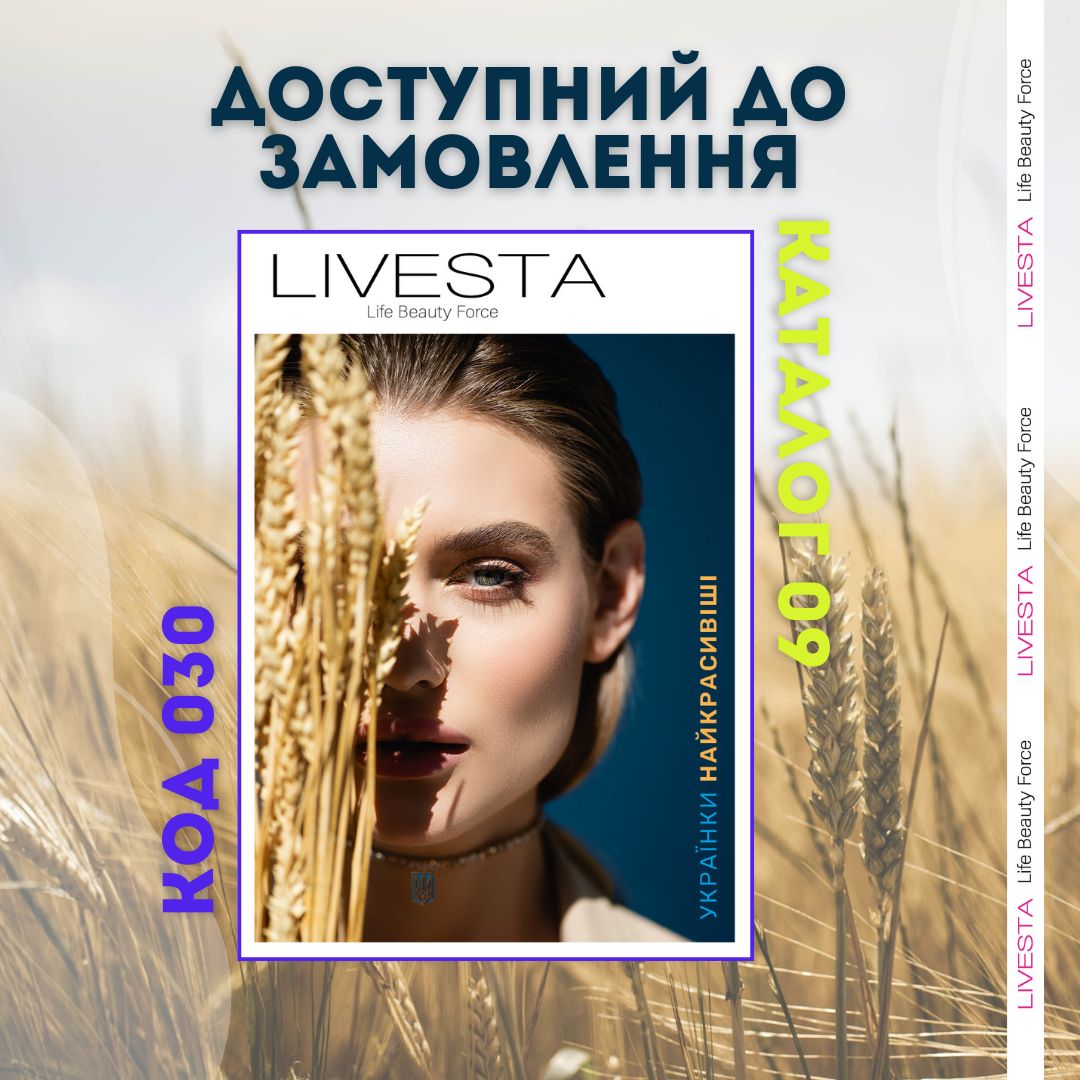 ДОСТУПНИЙ ДО
ЗАМОВЛЕННЯ
LIVESTA
Life Beauty Force
УКРАЇНКИ НАЙКРАСИВІШІ
КОД 030
КАТАЛОГ 09
LIVESTA Life Beauty Force
LIVESTA Life Beauty Force
LIVESTA Life Beauty Force